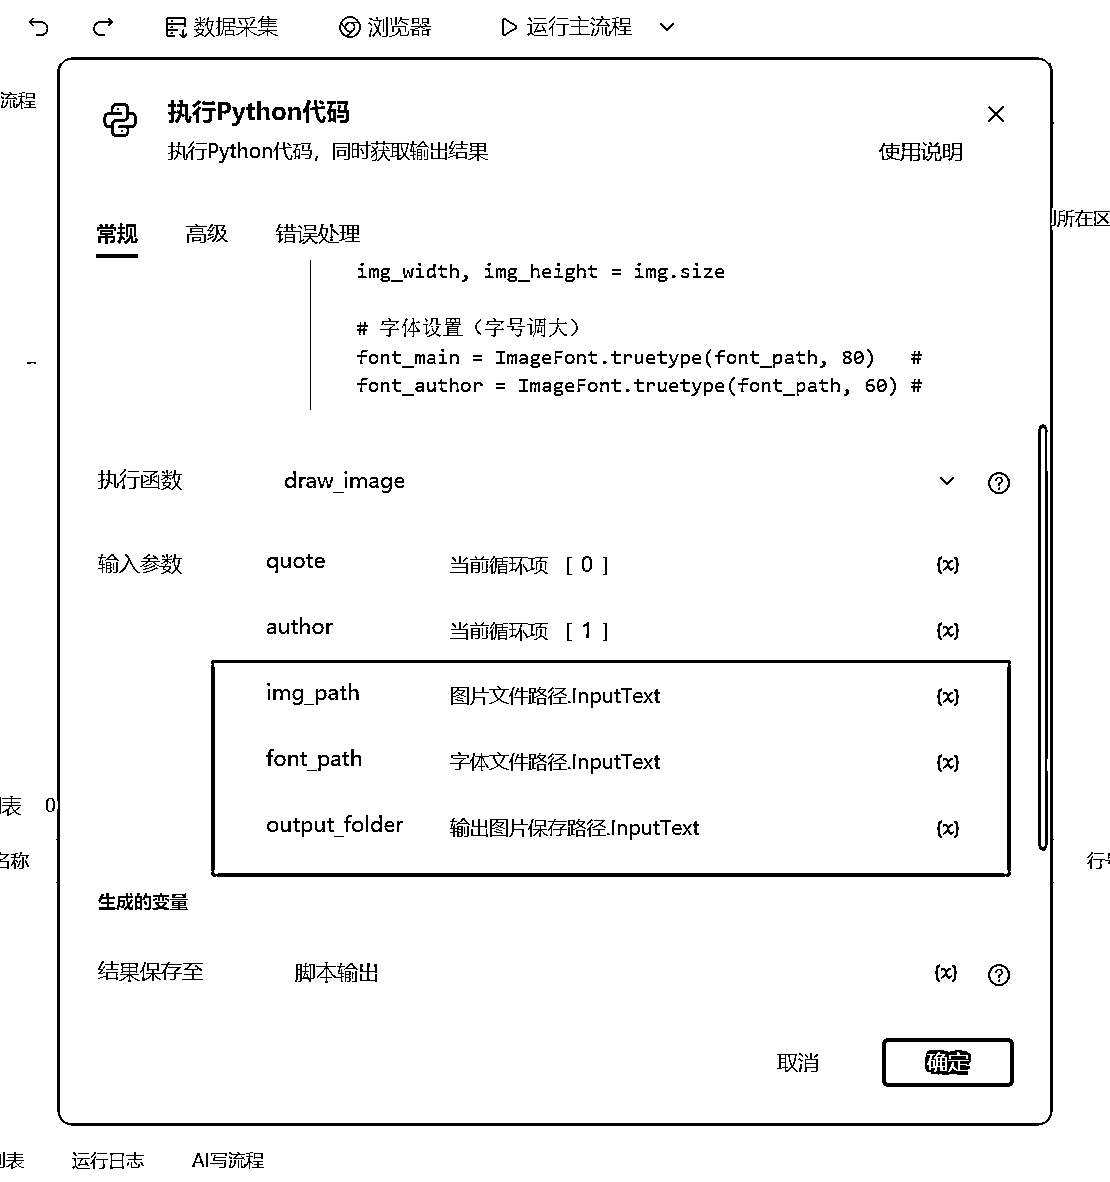 数据采集 浏览器 运行主流程
流程
执行Python代码
执行Python代码，同时获取输出结果 使用说明
所在区
常规 高级 错误处理
img_width, img_height = img.size
# 字体设置（字号调大）
font_main = ImageFont.truetype(font_path, 80) #
font_author = ImageFont.truetype(font_path, 60) #
执行函数 draw_image
输入参数 quote 当前循环项 [ 0 ] {x}
author 当前循环项 [ 1 ] {x}
img_path 图片文件路径.InputText {x}
font_path 字体文件路径.InputText {x}
output_folder 输出图片保存路径.InputText {x}
表 0
名称 行号
生成的变量
结果保存至 脚本输出 {x}
取消 确定
表 运行日志 AI写流程